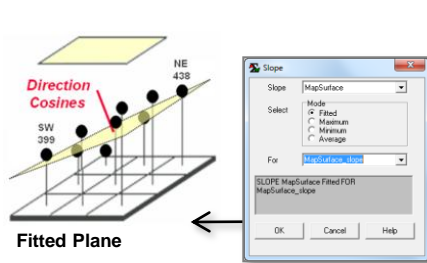 NE
438
Direction
Cosines
SW
399
Fitted Plane
Slope
Slope
MapSurface
Select
Mode
Fitted
Maximum
Minimum
Average
For
MapSurface_slope
SLOPE MapSurface Fitted FOR
MapSurface_slope
OK
Cancel
Help